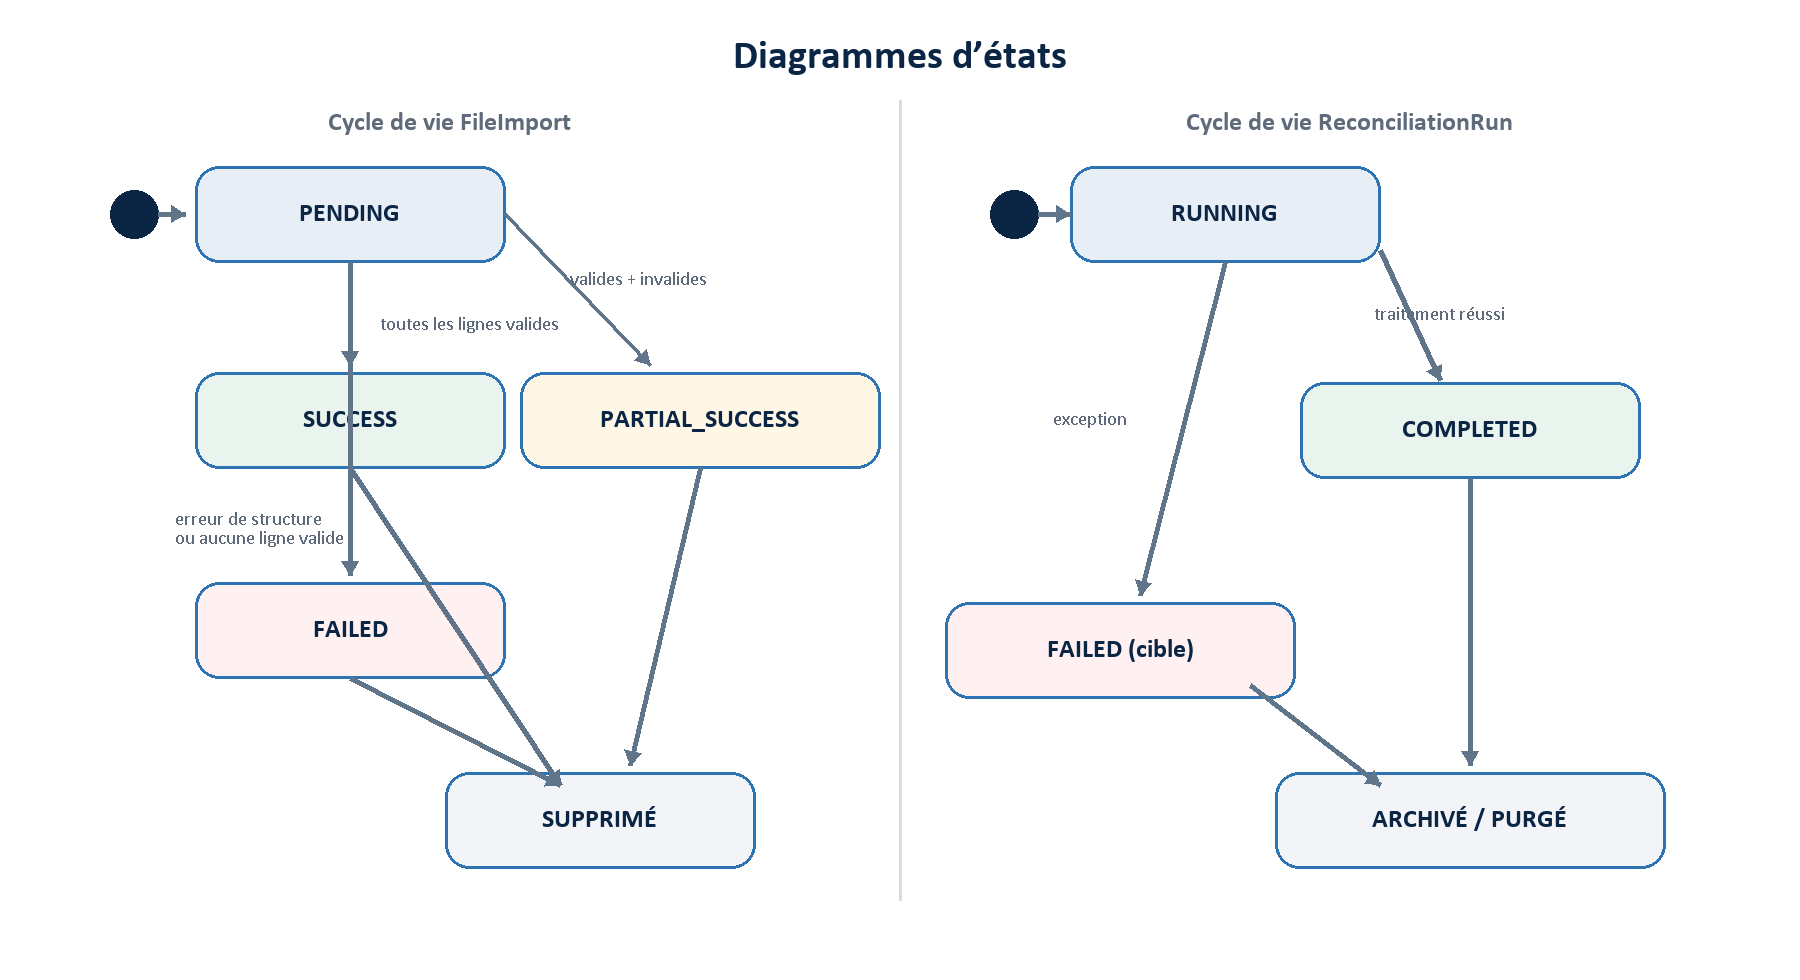 Diagrammes d’états
Cycle de vie FileImport
PENDING
valides + invalides
toutes les lignes valides
SUCCESS
PARTIAL_SUCCESS
erreur de structure
ou aucune ligne valide
FAILED
SUPPRIMÉ
Cycle de vie ReconciliationRun
RUNNING
traitement réussi
exception
COMPLETED
FAILED (cible)
ARCHIVÉ / PURGÉ